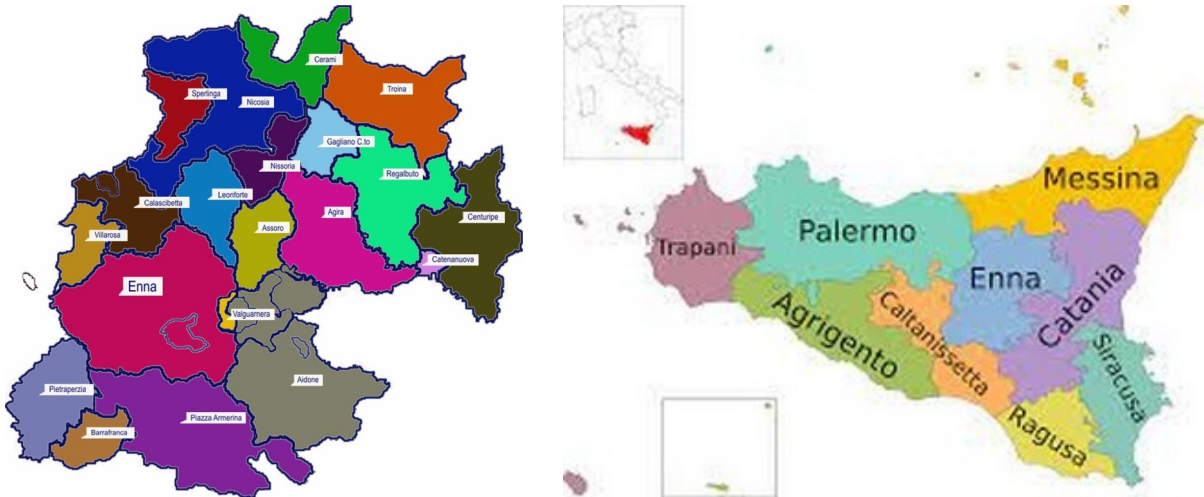 Cerami
Troina
Sperlinga
Nicosia
Gagliano C.to
Nissoria
Regalbuto
Leonforte
Calascibetta
Agira
Centuripe
Assoro
Villarosa
Catenanuova
Enna
Valguarnera
Aidone
Pietraperzia
Piazza Armerina
Barrafranca
Messina
Palermo
Trapani
Enna
Catania
Agrigento
Caltanissetta
Siracusa
Ragusa